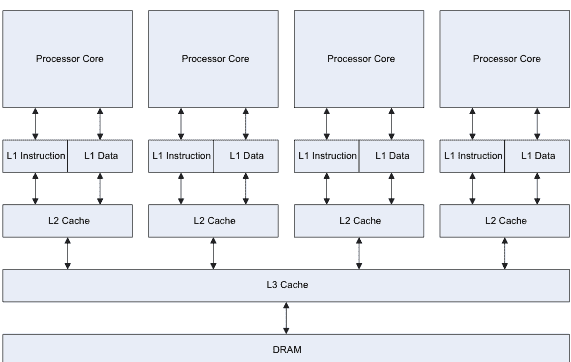 Processor Core Processor Core Processor Core Processor Core
L1 Instruction L1 Data L1 Instruction L1 Data L1 Instruction L1 Data L1 Instruction L1 Data
L2 Cache L2 Cache L2 Cache L2 Cache
L3 Cache
DRAM